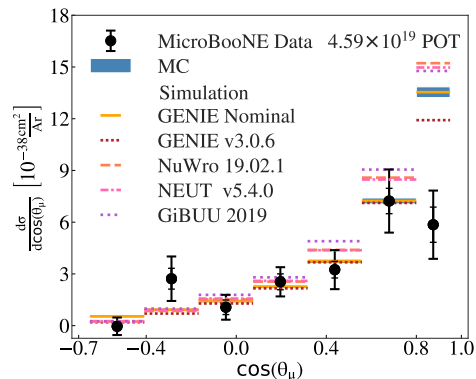 MicroBooNE Data 4.59×10¹⁹ POT
MC
Simulation
GENIE Nominal
GENIE v3.0.6
NuWro 19.02.1
NEUT v5.4.0
GiBUU 2019
dσ/dcos(θμ) [10⁻³⁸cm²/Ar]
18
15
12
9
6
3
0
−0.7 −0.4 0.0 0.4 0.8 1.0
cos(θμ)